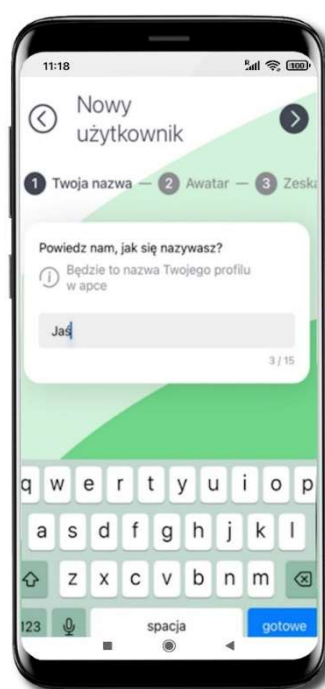 11:18
100
Nowy
użytkownik
1 Twoja nazwa — 2 Awatar — 3 Zeska
Powiedz nam, jak się nazywasz?
Będzie to nazwa Twojego profilu
w apce
Jaś
3 / 15
q w e r t y u i o p
a s d f g h j k l
z x c v b n m
123 spacja gotowe